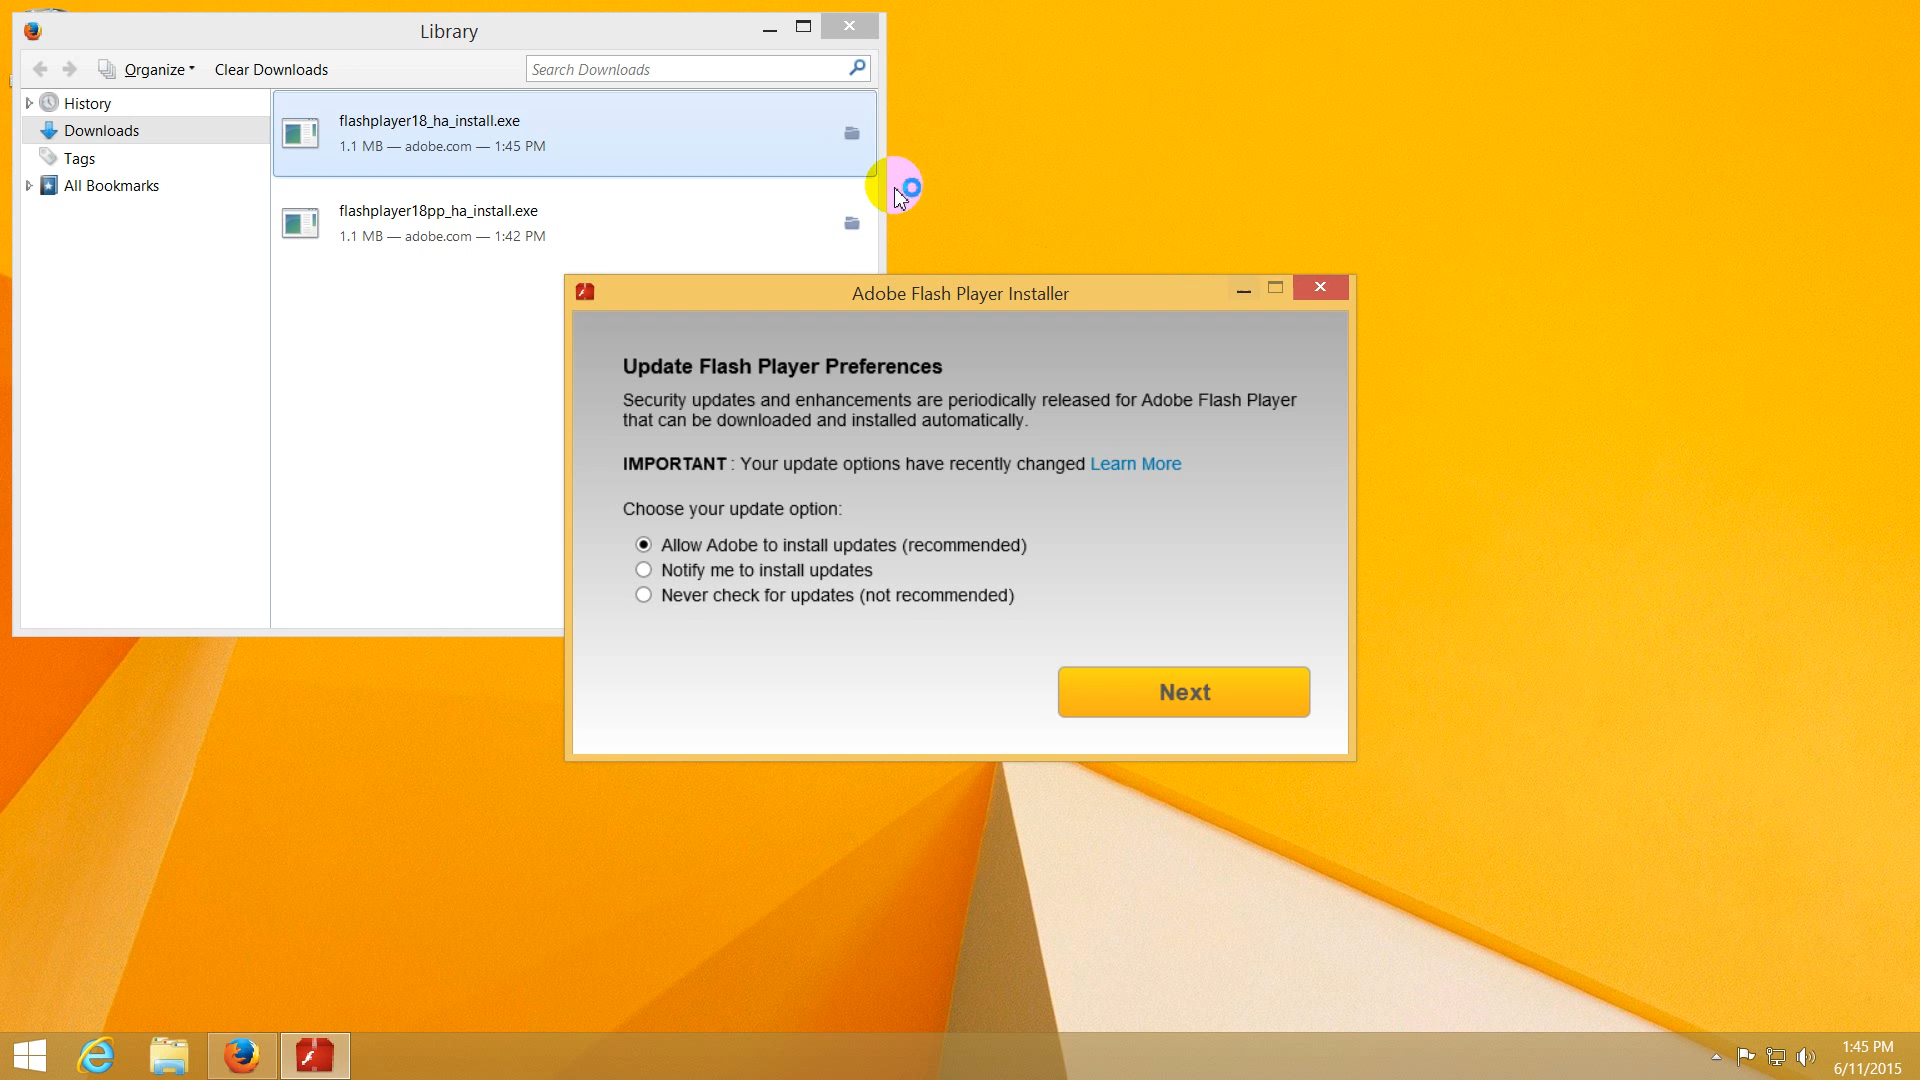 Library
Organize
Clear Downloads
Search Downloads
History
Downloads
Tags
All Bookmarks
flashplayer18_ha_install.exe
1.1 MB — adobe.com — 1:45 PM
flashplayer18pp_ha_install.exe
1.1 MB — adobe.com — 1:42 PM
Adobe Flash Player Installer
Update Flash Player Preferences
Security updates and enhancements are periodically released for Adobe Flash Player
that can be downloaded and installed automatically.
IMPORTANT : Your update options have recently changed Learn More
Choose your update option:
Allow Adobe to install updates (recommended)
Notify me to install updates
Never check for updates (not recommended)
Next
1:45 PM
6/11/2015